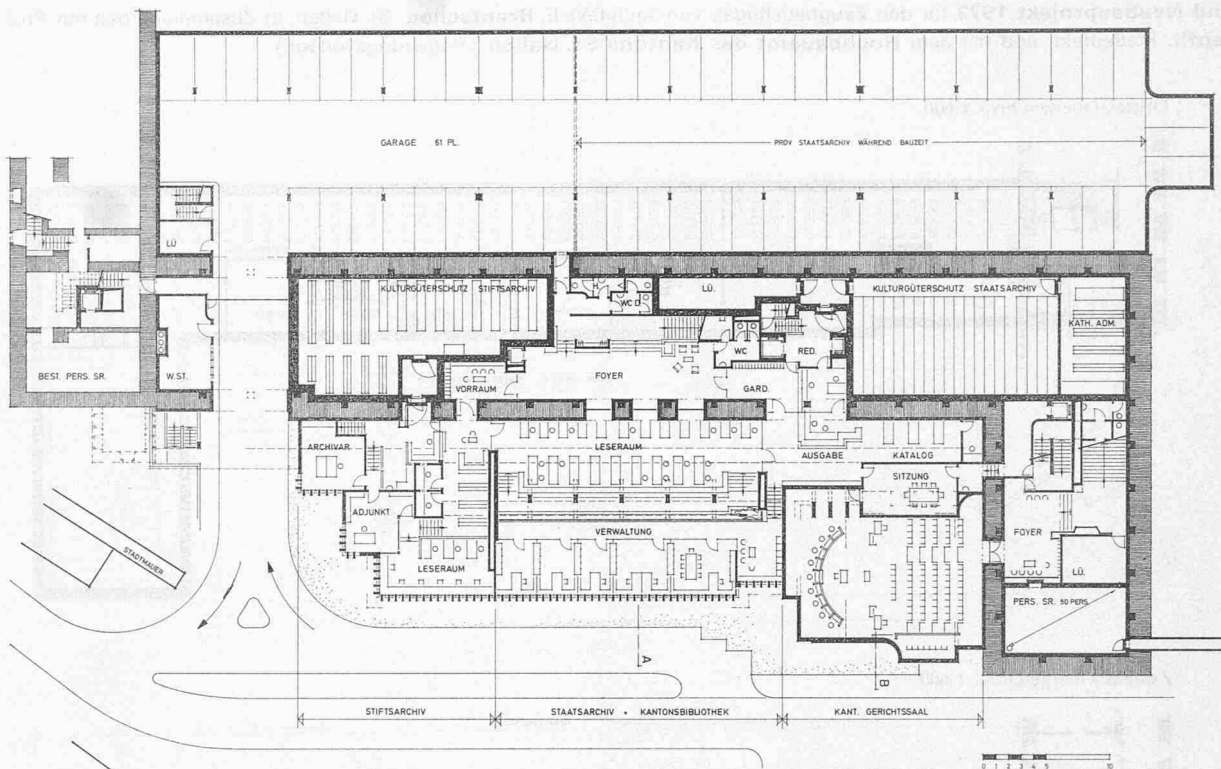 GARAGE 61 PL.
PROV STAATSARCHIV WÄHREND BAUZEIT
LÜ.
KULTURGÜTERSCHUTZ STIFTSARCHIV
LÜ.
KULTURGÜTERSCHUTZ STAATSARCHIV
WC D.
KATH. ADM.
WC
RED.
BEST. PERS. SR.
W.ST.
VORRAUM
FOYER
GARD.
ARCHIVAR
LESERAUM
AUSGABE
KATALOG
SITZUNG
ADJUNKT
VERWALTUNG
FOYER
STADTMAUER
LESERAUM
LÜ.
PERS. SR. 50 PERS.
A
B
STIFTSARCHIV
STAATSARCHIV + KANTONSBIBLIOTHEK
KANT. GERICHTSSAAL
0 1 2 3 4 5 10